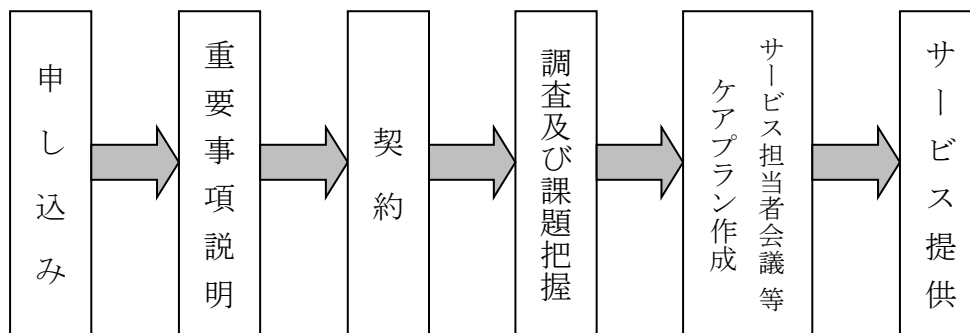 申し込み
重要事項説明
契約
調査及び課題把握
サービス担当者会議等
ケアプラン作成
サービス提供